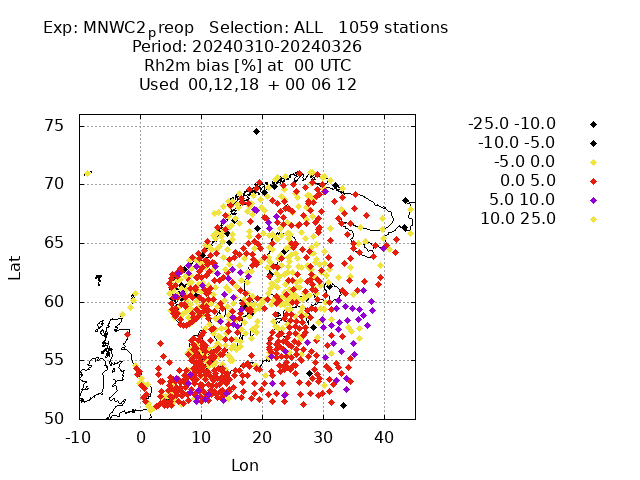 Exp: MNWC2preop Selection: ALL 1059 stations
Period: 20240310-20240326
Rh2m bias [%] at 00 UTC
Used 00,12,18 + 00 06 12
-25.0 -10.0
-10.0 -5.0
-5.0 0.0
0.0 5.0
5.0 10.0
10.0 25.0
75
70
65
60
55
50
Lat
-10 0 10 20 30 40
Lon